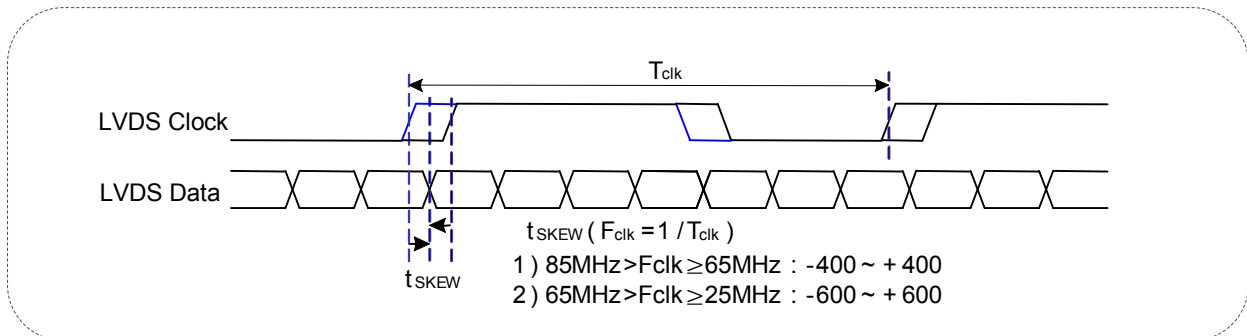 Tclk
LVDS Clock
LVDS Data
tSKEW ( Fclk = 1 / Tclk )
1 ) 85MHz>Fclk≥65MHz : -400 ~ +400
tSKEW
2 ) 65MHz>Fclk≥25MHz : -600 ~ +600